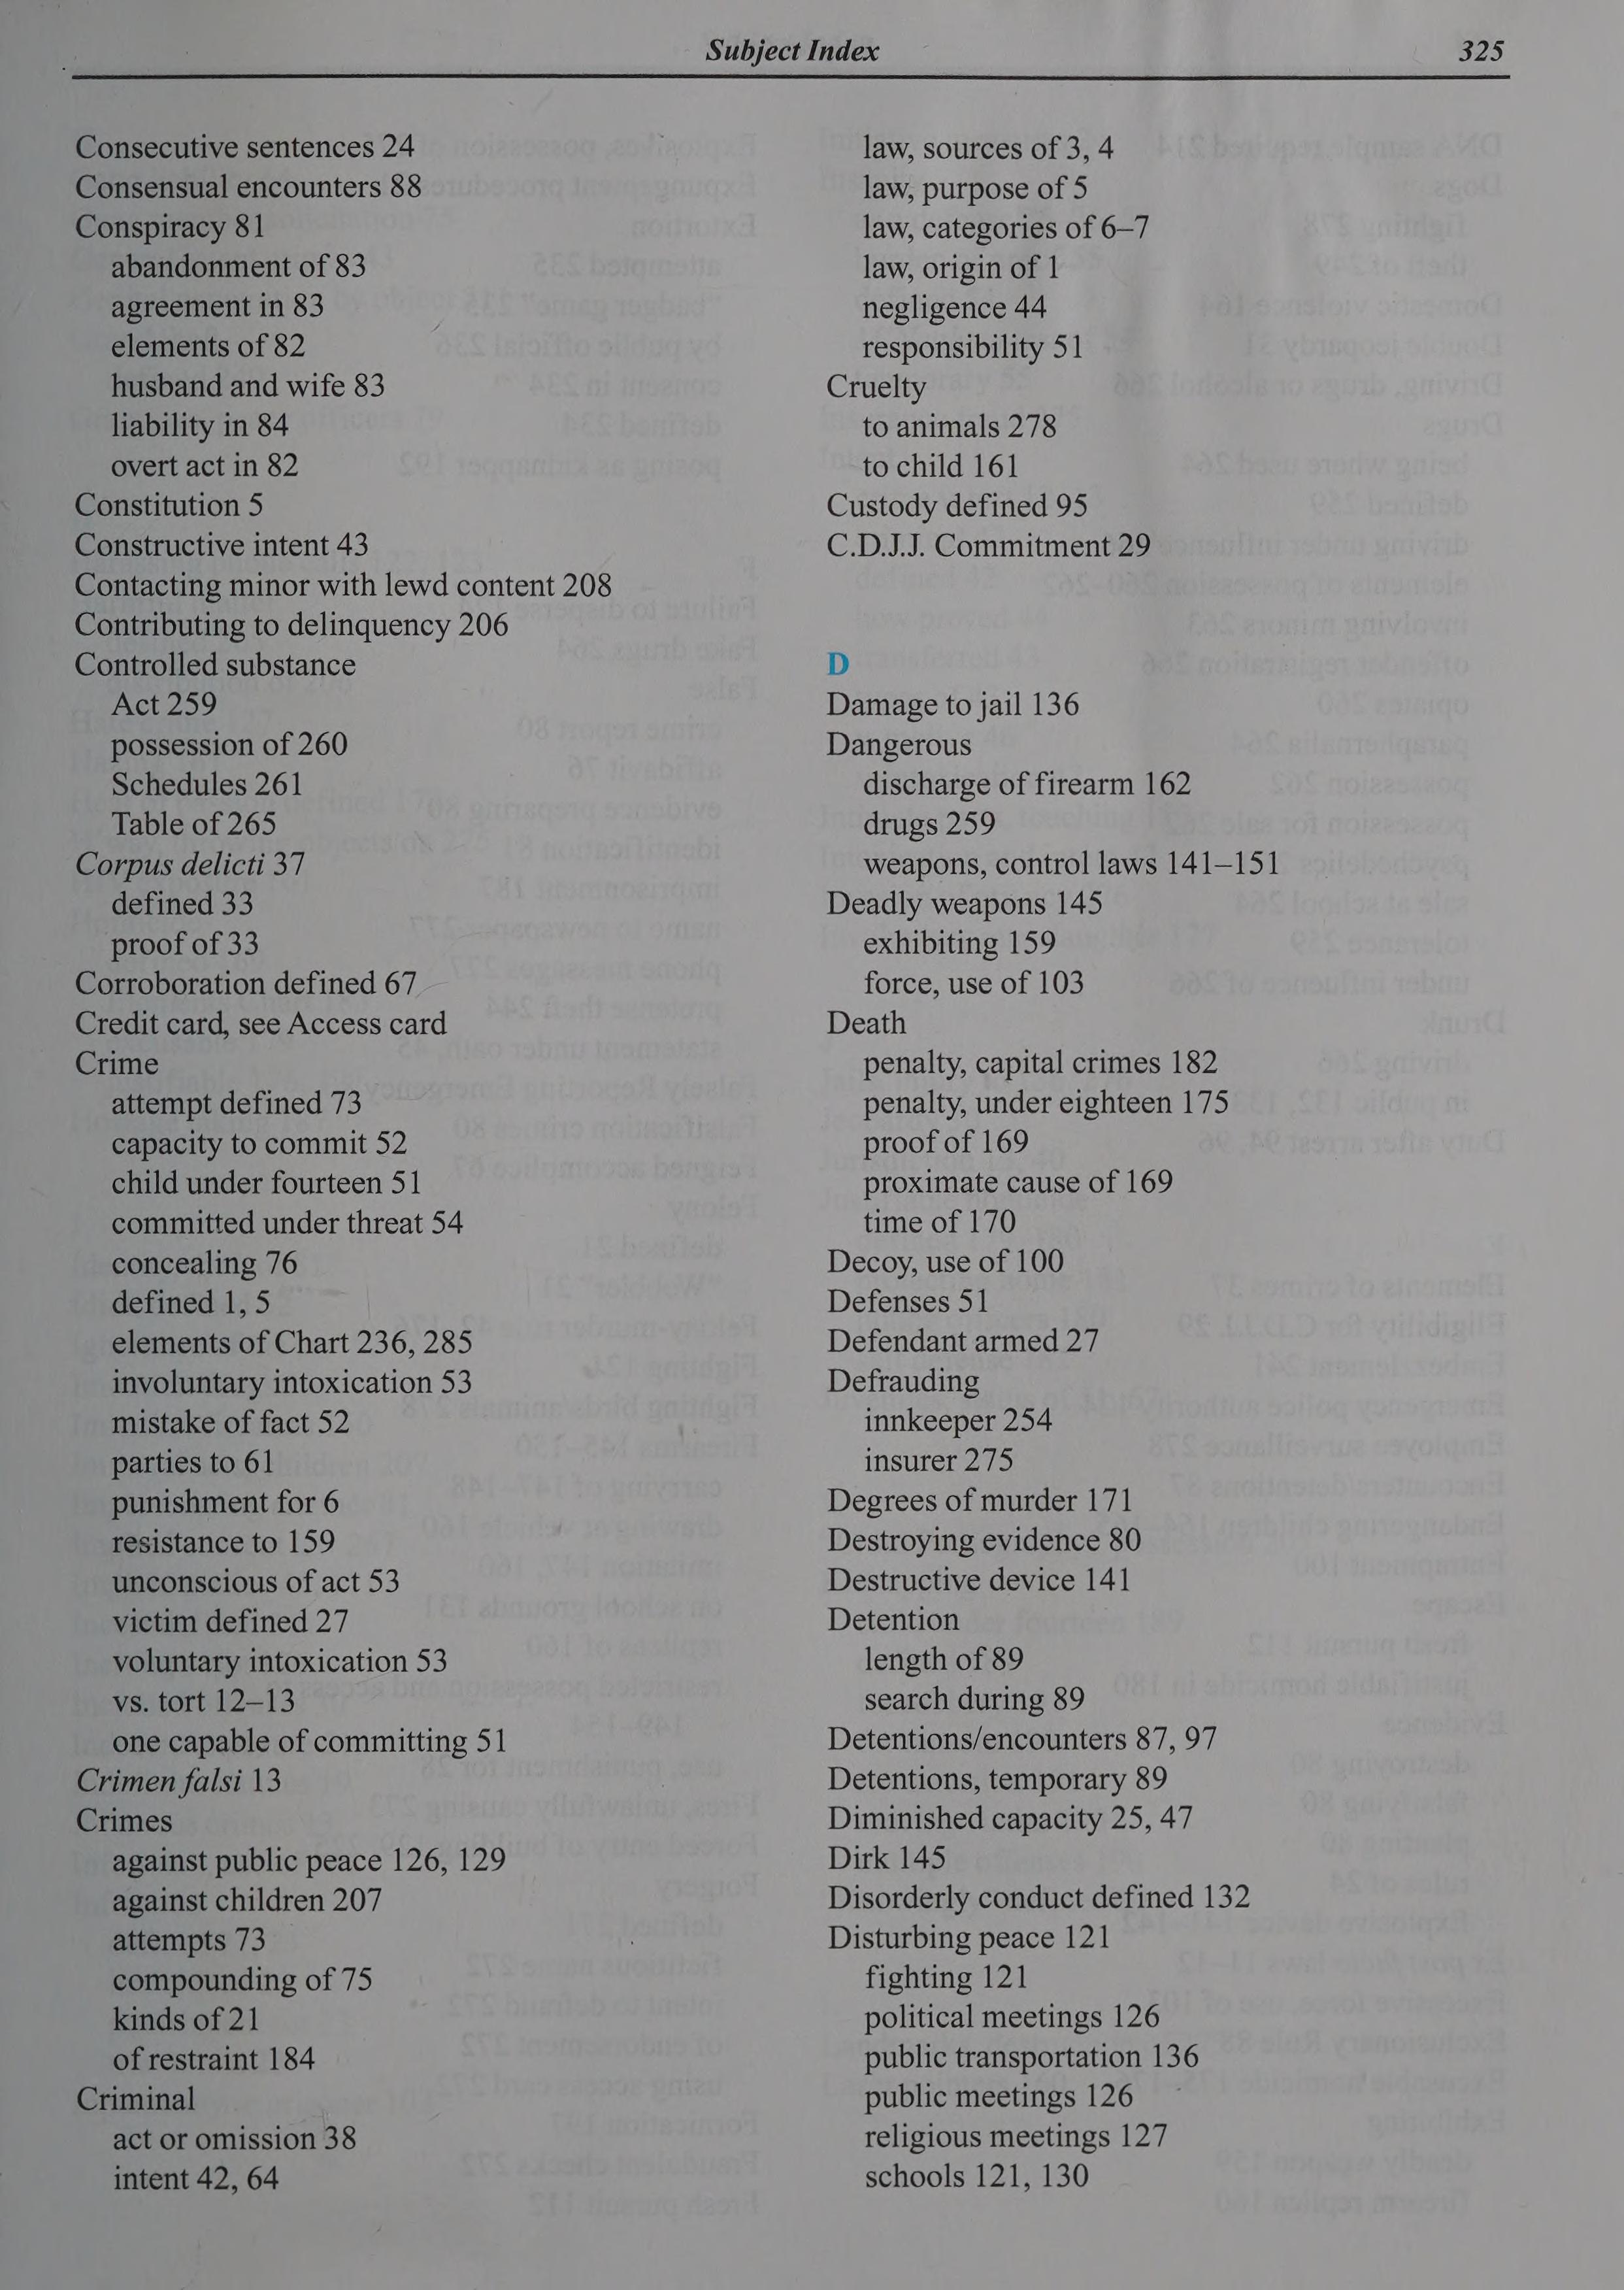 Subject Index 325
Consecutive sentences 24
Consensual encounters 88
Conspiracy 81
abandonment of 83
agreement in 83
elements of 82
husband and wife 83
liability in 84
overt act in 82
Constitution 5
Constructive intent 43
Contacting minor with lewd content 208
Contributing to delinquency 206
Controlled substance
Act 259
possession of 260
Schedules 261
Table of 265
Corpus delicti 37
defined 33
proof of 33
Corroboration defined 67
Credit card, see Access card
Crime
attempt defined 73
capacity to commit 52
child under fourteen 51
committed under threat 54
concealing 76
defined 1, 5
elements of Chart 236, 285
involuntary intoxication 53
mistake of fact 52
parties to 61
punishment for 6
resistance to 159
unconscious of act 53
victim defined 27
voluntary intoxication 53
vs. tort 12–13
one capable of committing 51
Crimen falsi 13
Crimes
against public peace 126, 129
against children 207
attempts 73
compounding of 75
kinds of 21
of restraint 184
Criminal
act or omission 38
intent 42, 64
law, sources of 3, 4
law, purpose of 5
law, categories of 6–7
law, origin of 1
negligence 44
responsibility 51
Cruelty
to animals 278
to child 161
Custody defined 95
C.D.J.J. Commitment 29
D
Damage to jail 136
Dangerous
discharge of firearm 162
drugs 259
weapons, control laws 141–151
Deadly weapons 145
exhibiting 159
force, use of 103
Death
penalty, capital crimes 182
penalty, under eighteen 175
proof of 169
proximate cause of 169
time of 170
Decoy, use of 100
Defenses 51
Defendant armed 27
Defrauding
innkeeper 254
insurer 275
Degrees of murder 171
Destroying evidence 80
Destructive device 141
Detention
length of 89
search during 89
Detentions/encounters 87, 97
Detentions, temporary 89
Diminished capacity 25, 47
Dirk 145
Disorderly conduct defined 132
Disturbing peace 121
fighting 121
political meetings 126
public transportation 136
public meetings 126
religious meetings 127
schools 121, 130